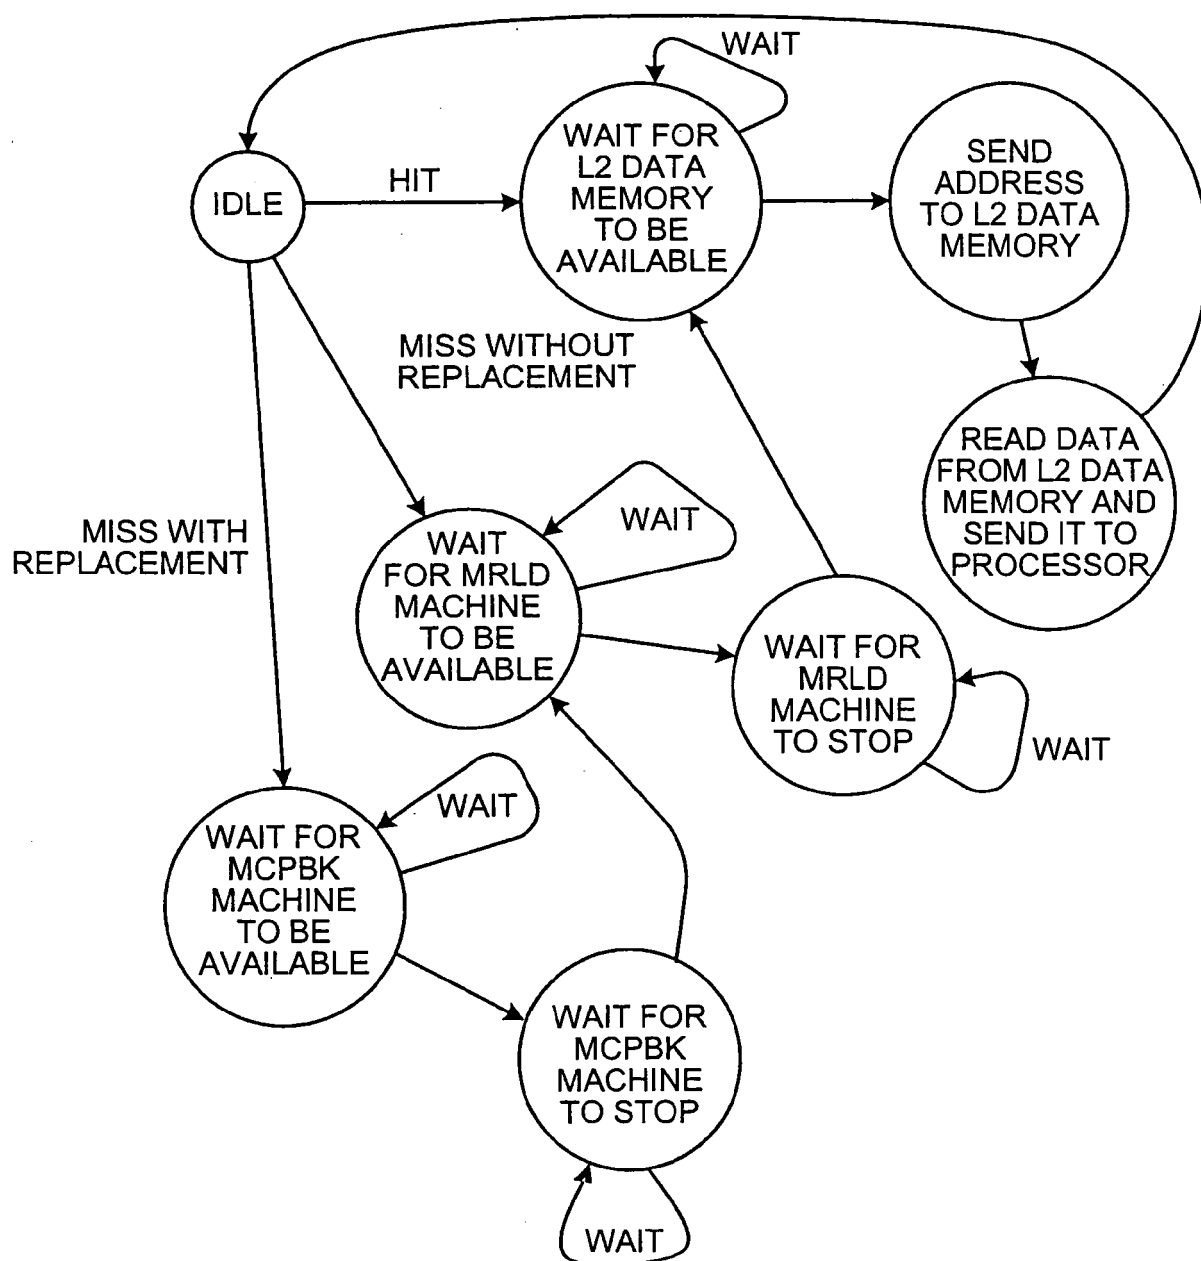 WAIT
WAIT FOR
L2 DATA
MEMORY
TO BE
AVAILABLE
SEND
ADDRESS
TO L2 DATA
MEMORY
IDLE
HIT
MISS WITHOUT
REPLACEMENT
READ DATA
FROM L2 DATA
MEMORY AND
SEND IT TO
PROCESSOR
MISS WITH
REPLACEMENT
WAIT
WAIT
FOR MRLD
MACHINE
TO BE
AVAILABLE
WAIT FOR
MRLD
MACHINE
TO STOP
WAIT
WAIT
WAIT FOR
MCPBK
MACHINE
TO BE
AVAILABLE
WAIT FOR
MCPBK
MACHINE
TO STOP
WAIT